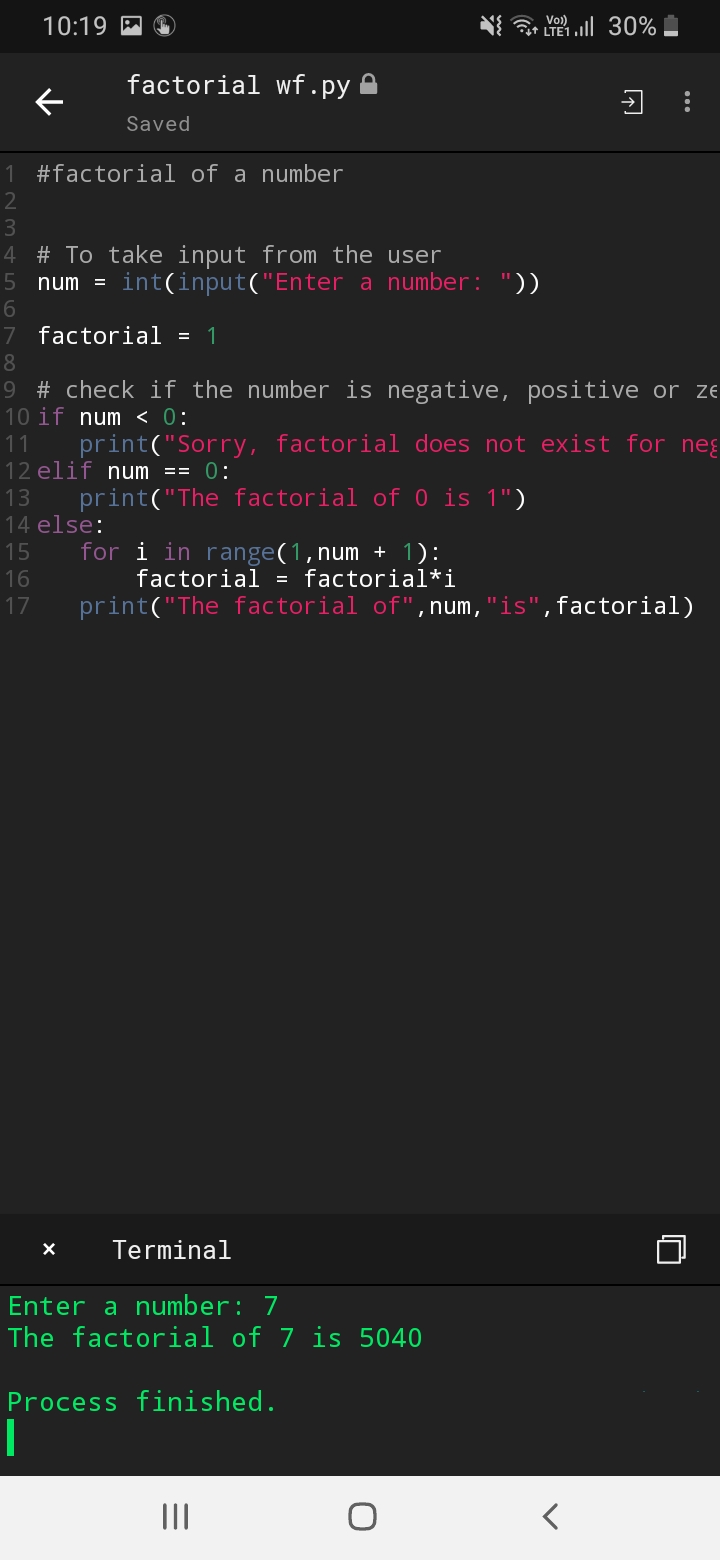 10:19 Vo)) LTE1 30%
factorial wf.py
Saved
1 #factorial of a number
2
3
4 # To take input from the user
5 num = int(input("Enter a number: "))
6
7 factorial = 1
8
9 # check if the number is negative, positive or ze
10 if num < 0:
11    print("Sorry, factorial does not exist for neg
12 elif num == 0:
13    print("The factorial of 0 is 1")
14 else:
15    for i in range(1,num + 1):
16        factorial = factorial*i
17    print("The factorial of",num,"is",factorial)
× Terminal
Enter a number: 7
The factorial of 7 is 5040
Process finished.